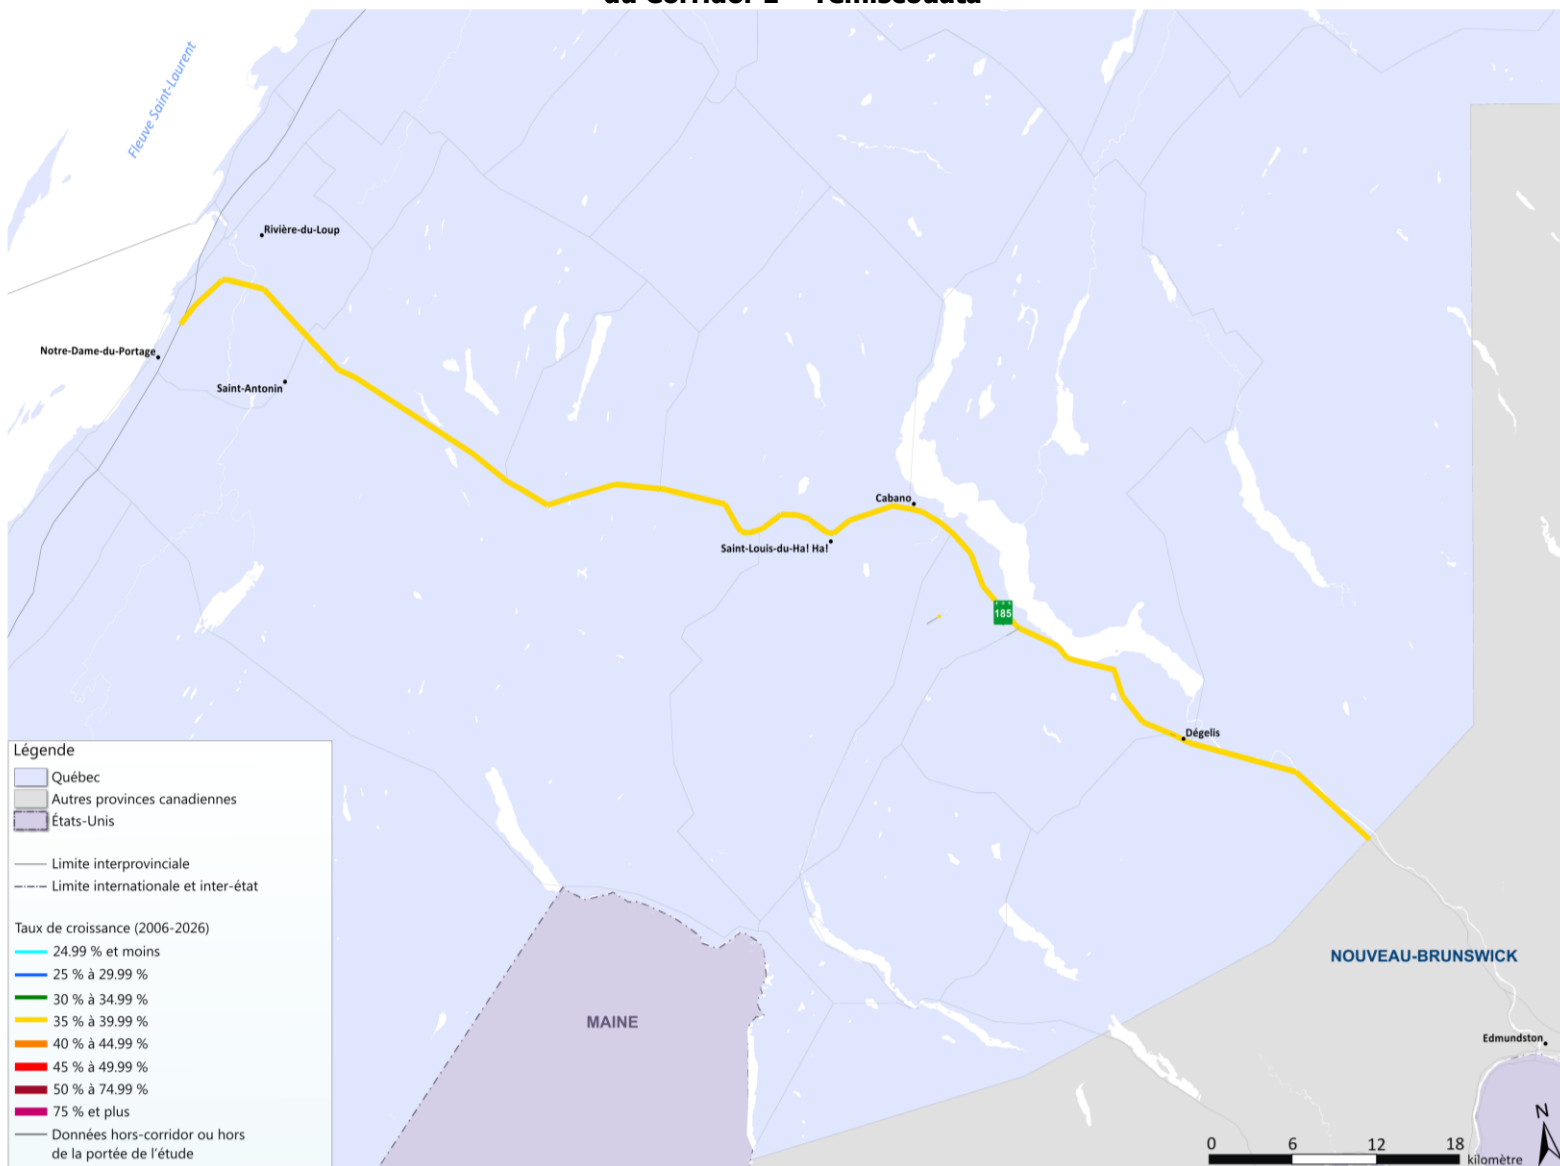 Fleuve Saint-Laurent
Rivière-du-Loup
Notre-Dame-du-Portage
Saint-Antonin
Cabano
Saint-Louis-du-Ha! Ha!
185
Dégelis
Légende
Québec
Autres provinces canadiennes
États-Unis
Limite interprovinciale
Limite internationale et inter-état
Taux de croissance (2006-2026)
24.99 % et moins
25 % à 29.99 %
30 % à 34.99 %
35 % à 39.99 %
40 % à 44.99 %
45 % à 49.99 %
50 % à 74.99 %
75 % et plus
Données hors-corridor ou hors
de la portée de l'étude
MAINE
NOUVEAU-BRUNSWICK
Edmundston
N
0 6 12 18
kilomètre